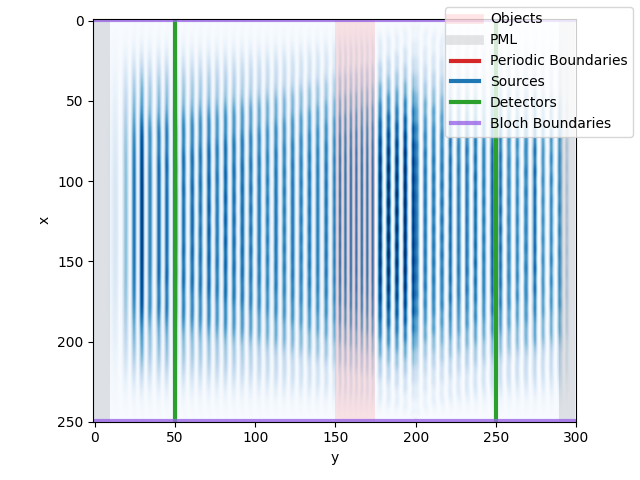 Objects
PML
Periodic Boundaries
Sources
Detectors
Bloch Boundaries
0
50
100
150
200
250
x
0 50 100 150 200 250 300
y